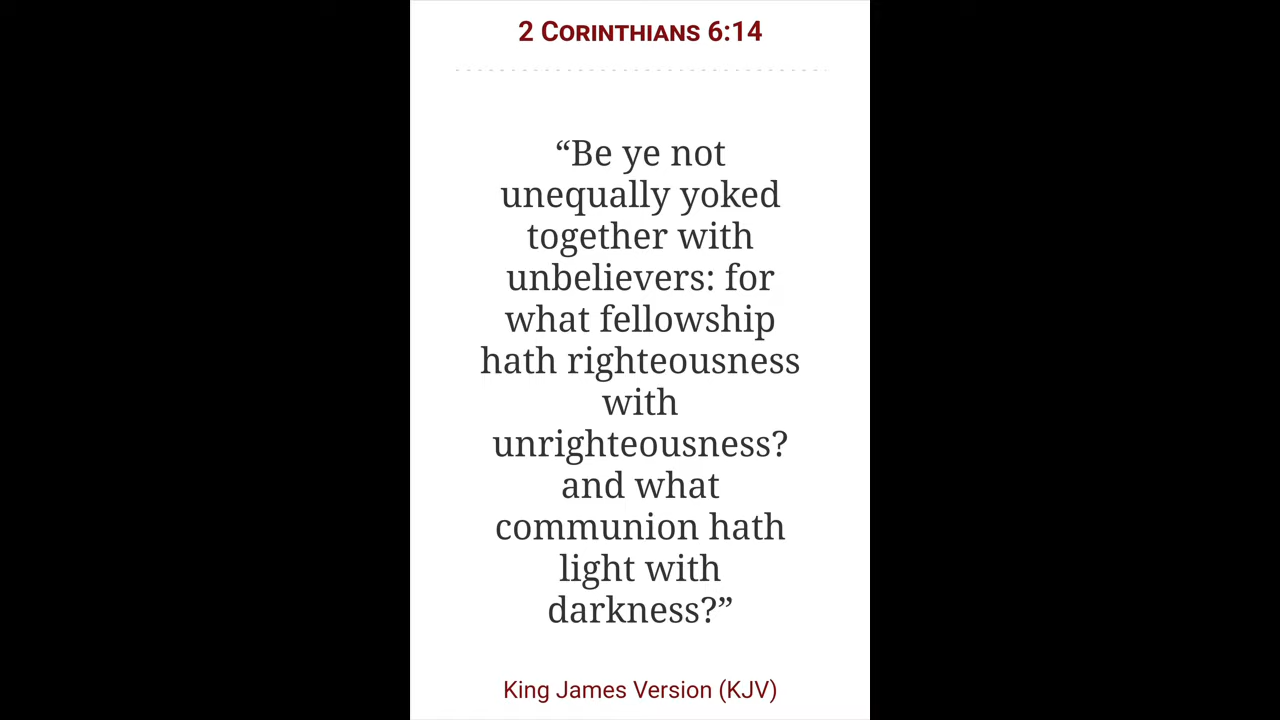 2 Corinthians 6:14
“Be ye not
unequally yoked
together with
unbelievers: for
what fellowship
hath righteousness
with
unrighteousness?
and what
communion hath
light with
darkness?”
King James Version (KJV)